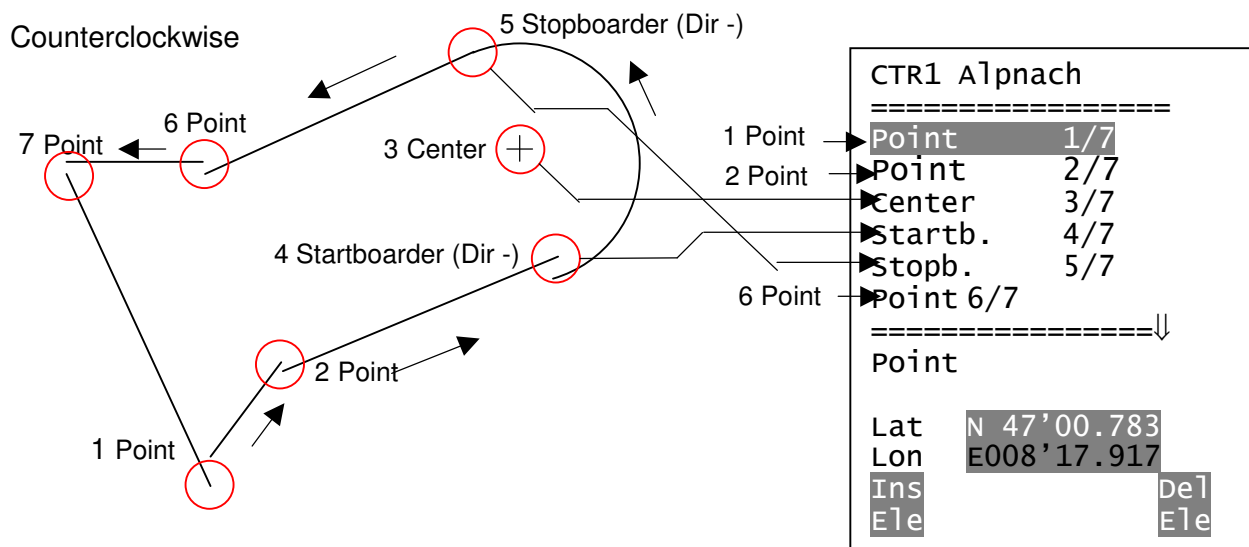 Counterclockwise
5 Stopboarder (Dir -)
7 Point
6 Point
3 Center
4 Startboarder (Dir -)
2 Point
1 Point
1 Point
2 Point
6 Point
CTR1 Alpnach
=================
Point 1/7
Point 2/7
Center 3/7
Startb. 4/7
Stopb. 5/7
Point 6/7
================⇓
Point
Lat N 47’00.783
Lon E008’17.917
Ins Del
Ele Ele